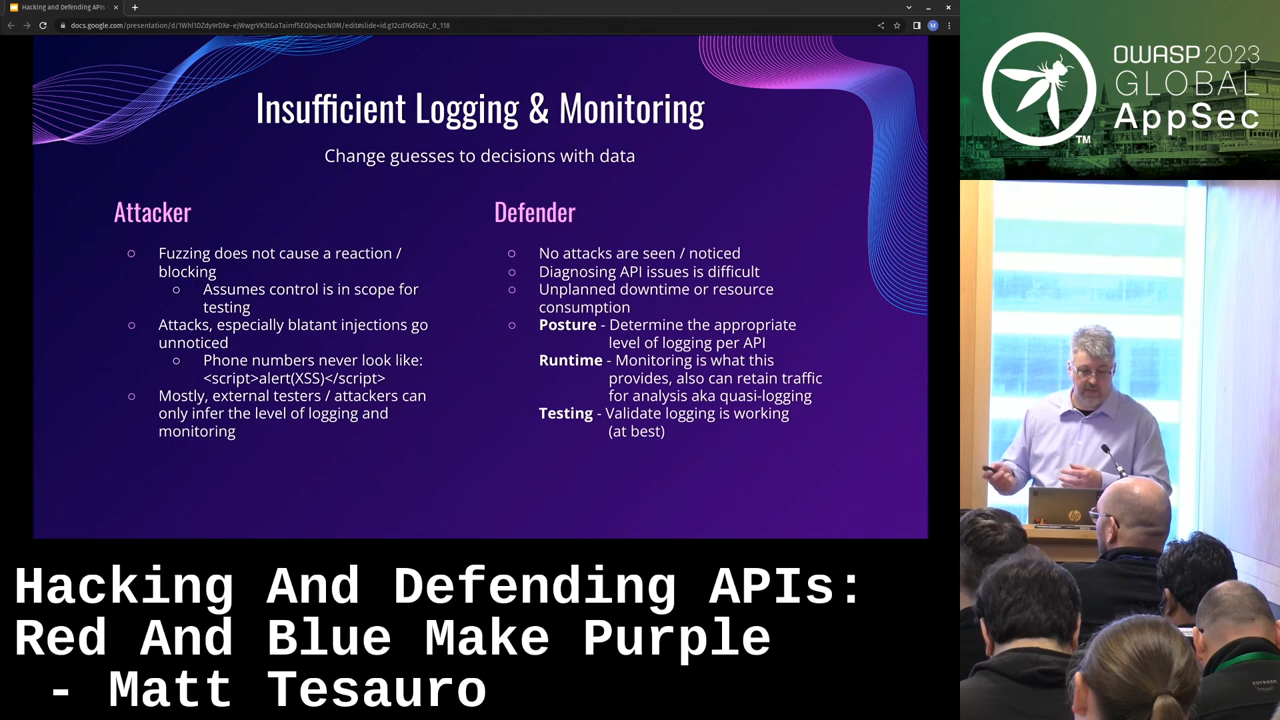 Hacking and Defending APIs
docs.google.com/presentation/d/
Insufficient Logging & Monitoring
Change guesses to decisions with data
Attacker
○ Fuzzing does not cause a reaction /
blocking
○ Assumes control is in scope for
testing
○ Attacks, especially blatant injections go
unnoticed
○ Phone numbers never look like:
<script>alert(XSS)</script>
○ Mostly, external testers / attackers can
only infer the level of logging and
monitoring
Defender
○ No attacks are seen / noticed
○ Diagnosing API issues is difficult
○ Unplanned downtime or resource
consumption
○ Posture - Determine the appropriate
level of logging per API
Runtime - Monitoring is what this
provides, also can retain traffic
for analysis aka quasi-logging
Testing - Validate logging is working
(at best)
OWASP 2023
GLOBAL
AppSec
TM
hp
Hacking And Defending APIs:
Red And Blue Make Purple
- Matt Tesauro